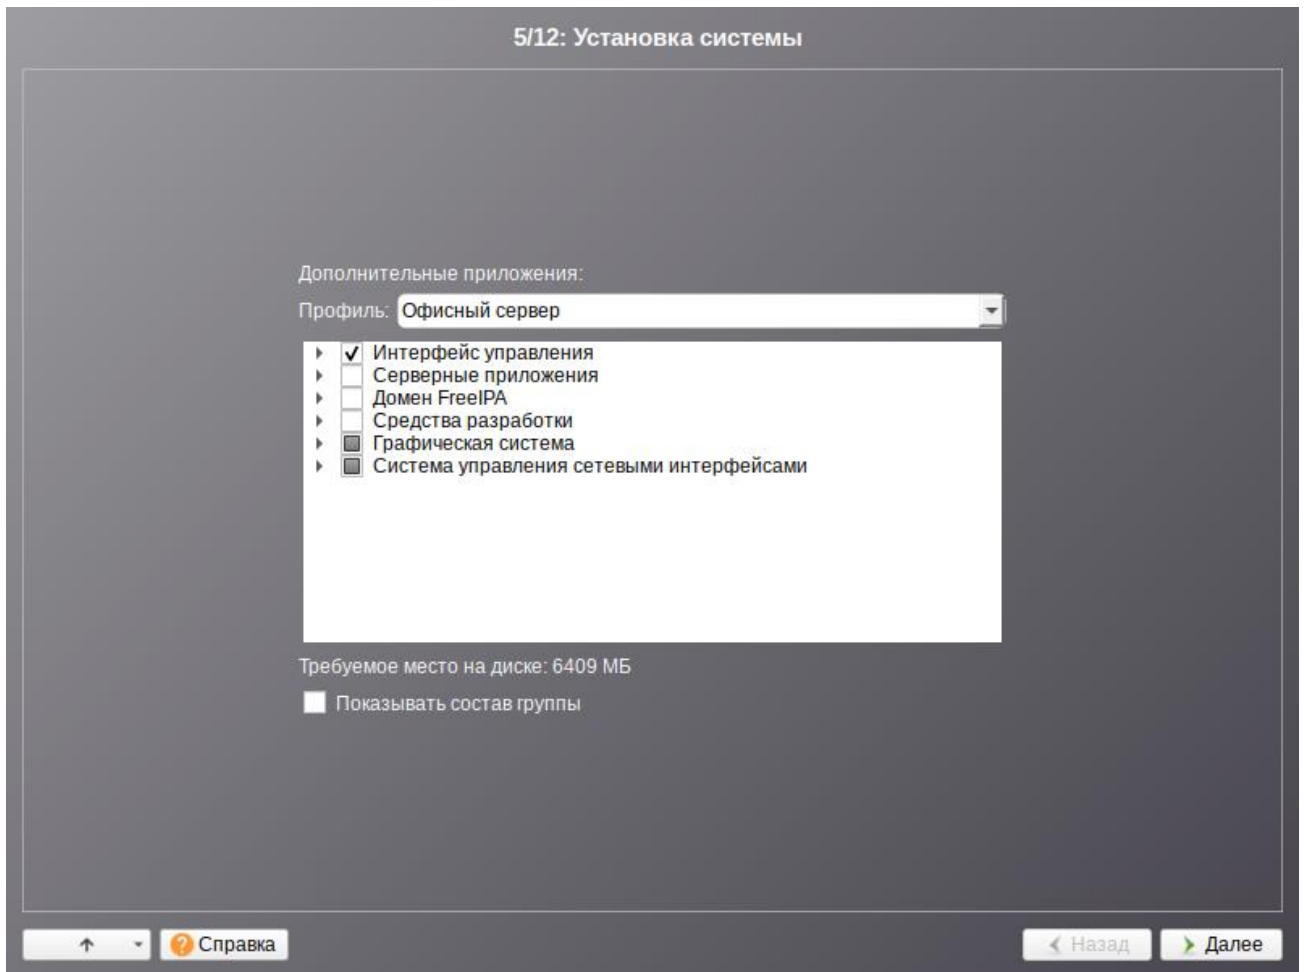 5/12: Установка системы
Дополнительные приложения:
Профиль: Офисный сервер
Интерфейс управления
Серверные приложения
Домен FreeIPA
Средства разработки
Графическая система
Система управления сетевыми интерфейсами
Требуемое место на диске: 6409 МБ
Показывать состав группы
Справка Назад Далее